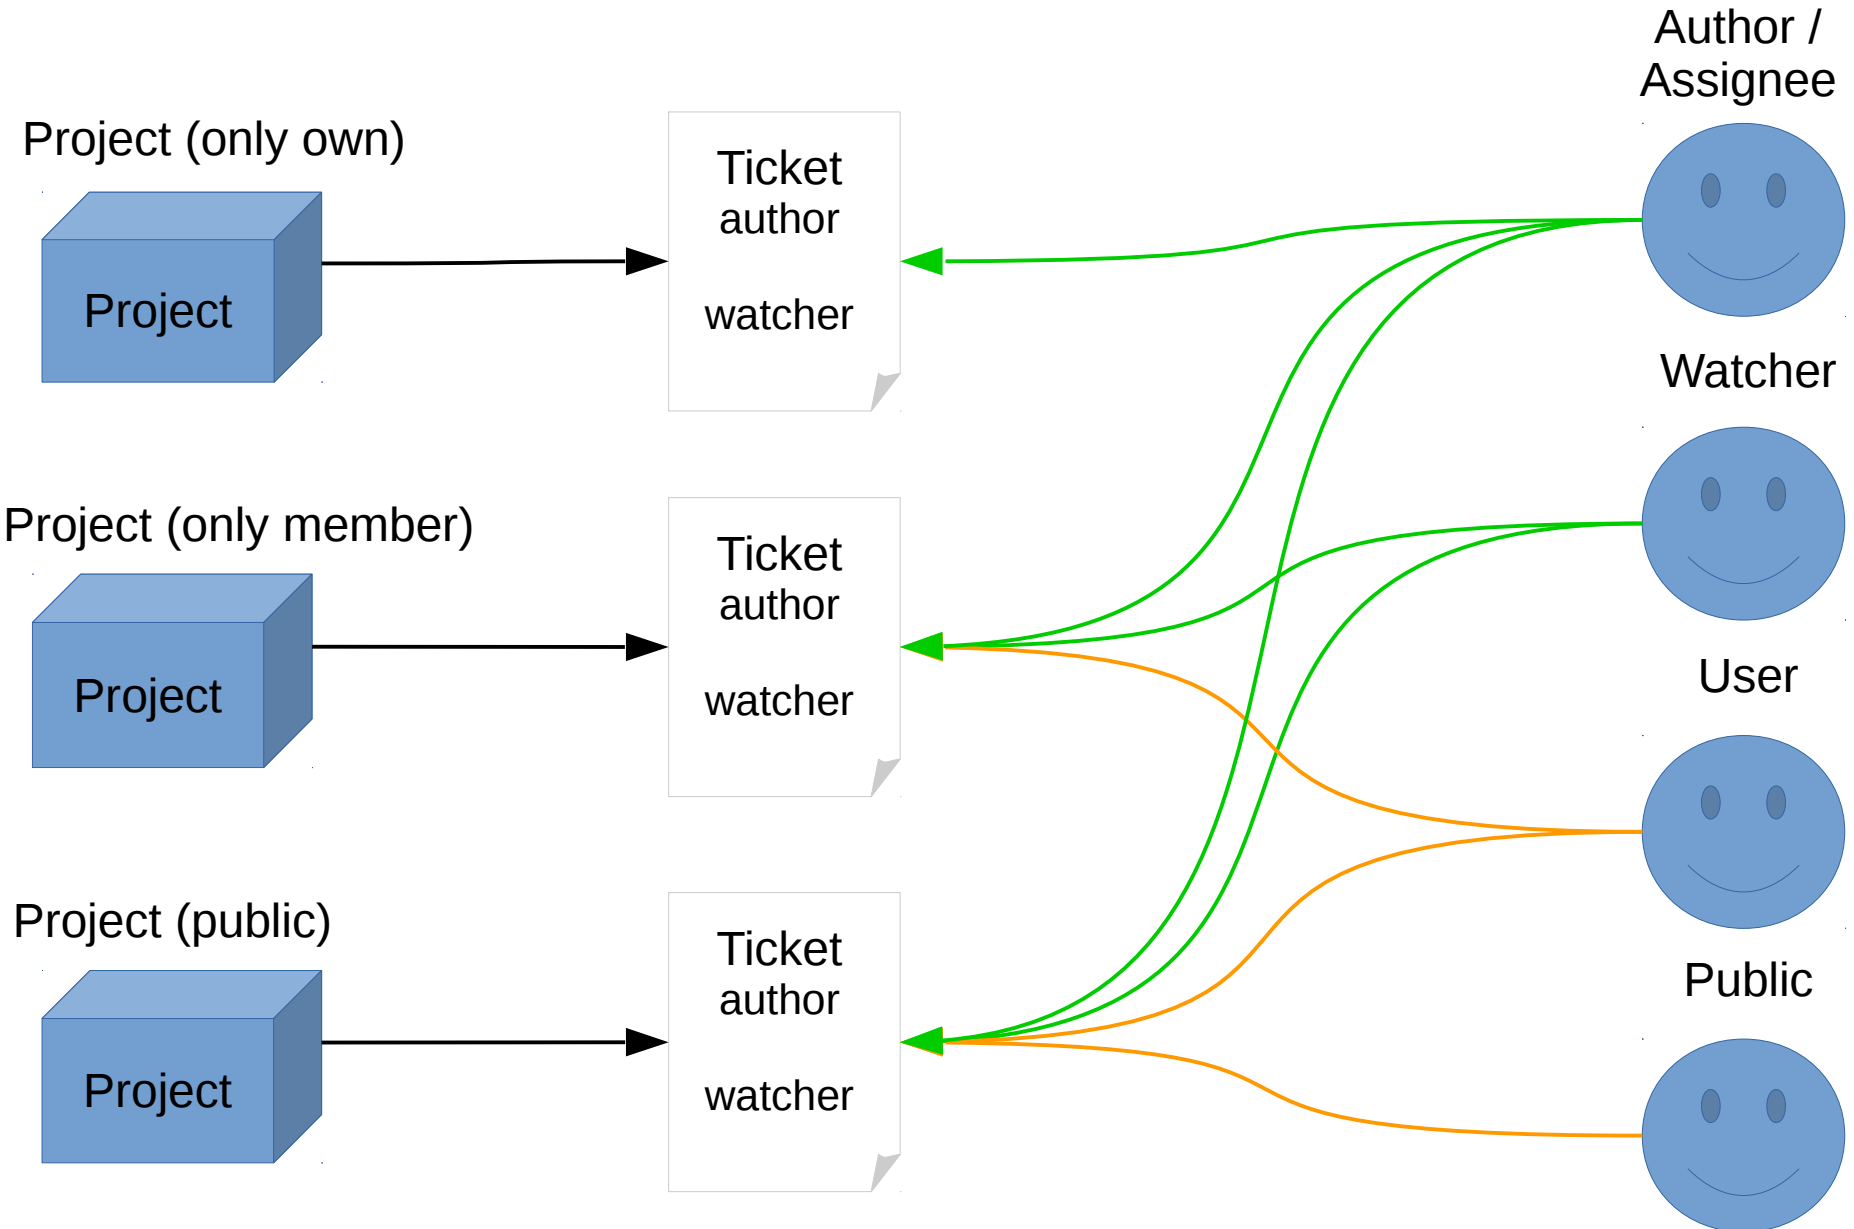 Author /
Assignee
Project (only own)
Ticket
author
watcher
Project
Watcher
Project (only member)
Ticket
author
watcher
Project
User
Project (public)
Ticket
author
watcher
Project
Public